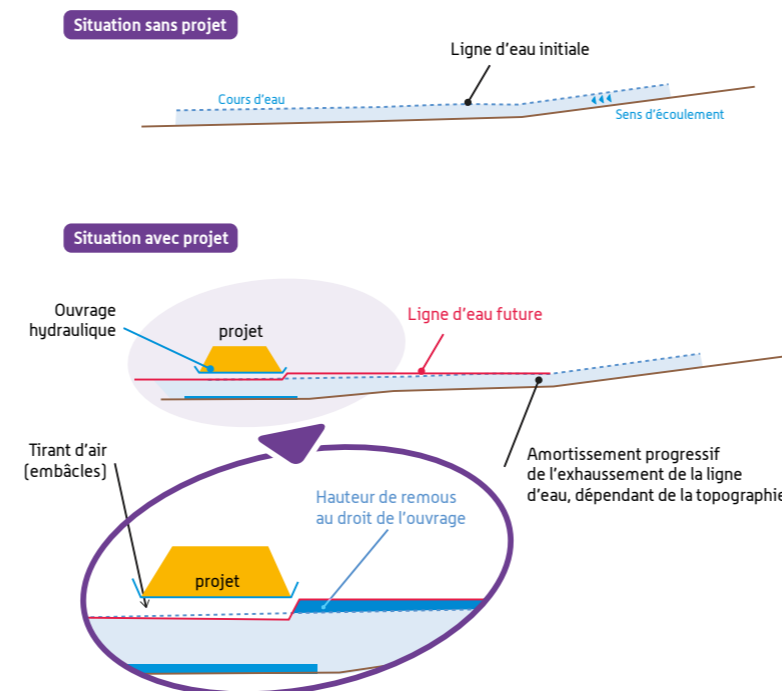 Situation sans projet
Ligne d'eau initiale
Cours d'eau
Sens d'écoulement
Situation avec projet
Ouvrage
hydraulique
projet
Ligne d'eau future
Tirant d'air
(embâcles)
Amortissement progressif
de l'exhaussement de la ligne
d'eau, dépendant de la topographie
Hauteur de remous
au droit de l'ouvrage
projet